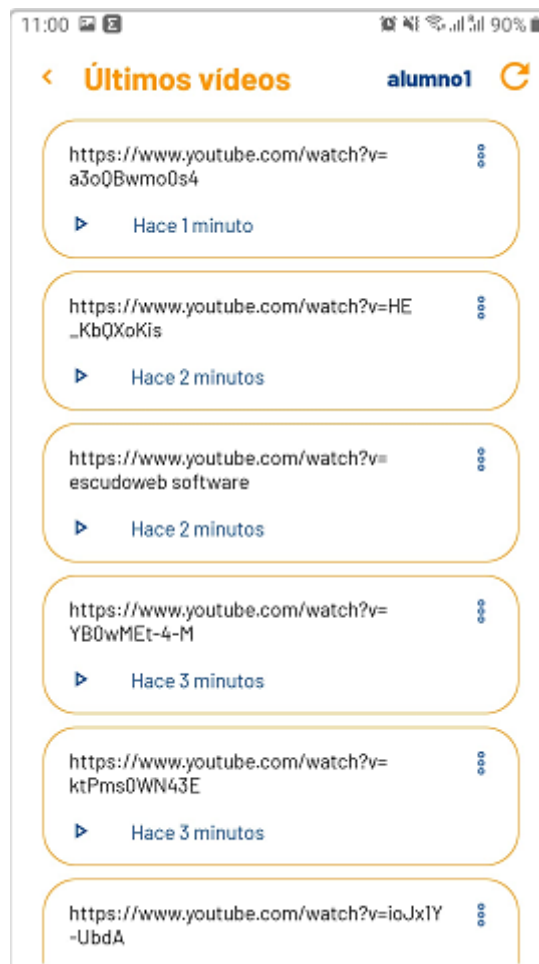 11:00 90%
Últimos vídeos alumno1
https://www.youtube.com/watch?v=
a3oQBwmo0s4
Hace 1 minuto
https://www.youtube.com/watch?v=HE
_KbQXoKis
Hace 2 minutos
https://www.youtube.com/watch?v=
escudoweb software
Hace 2 minutos
https://www.youtube.com/watch?v=
YB0wMEt-4-M
Hace 3 minutos
https://www.youtube.com/watch?v=
ktPms0WN43E
Hace 3 minutos
https://www.youtube.com/watch?v=ioJx1Y
-UbdA